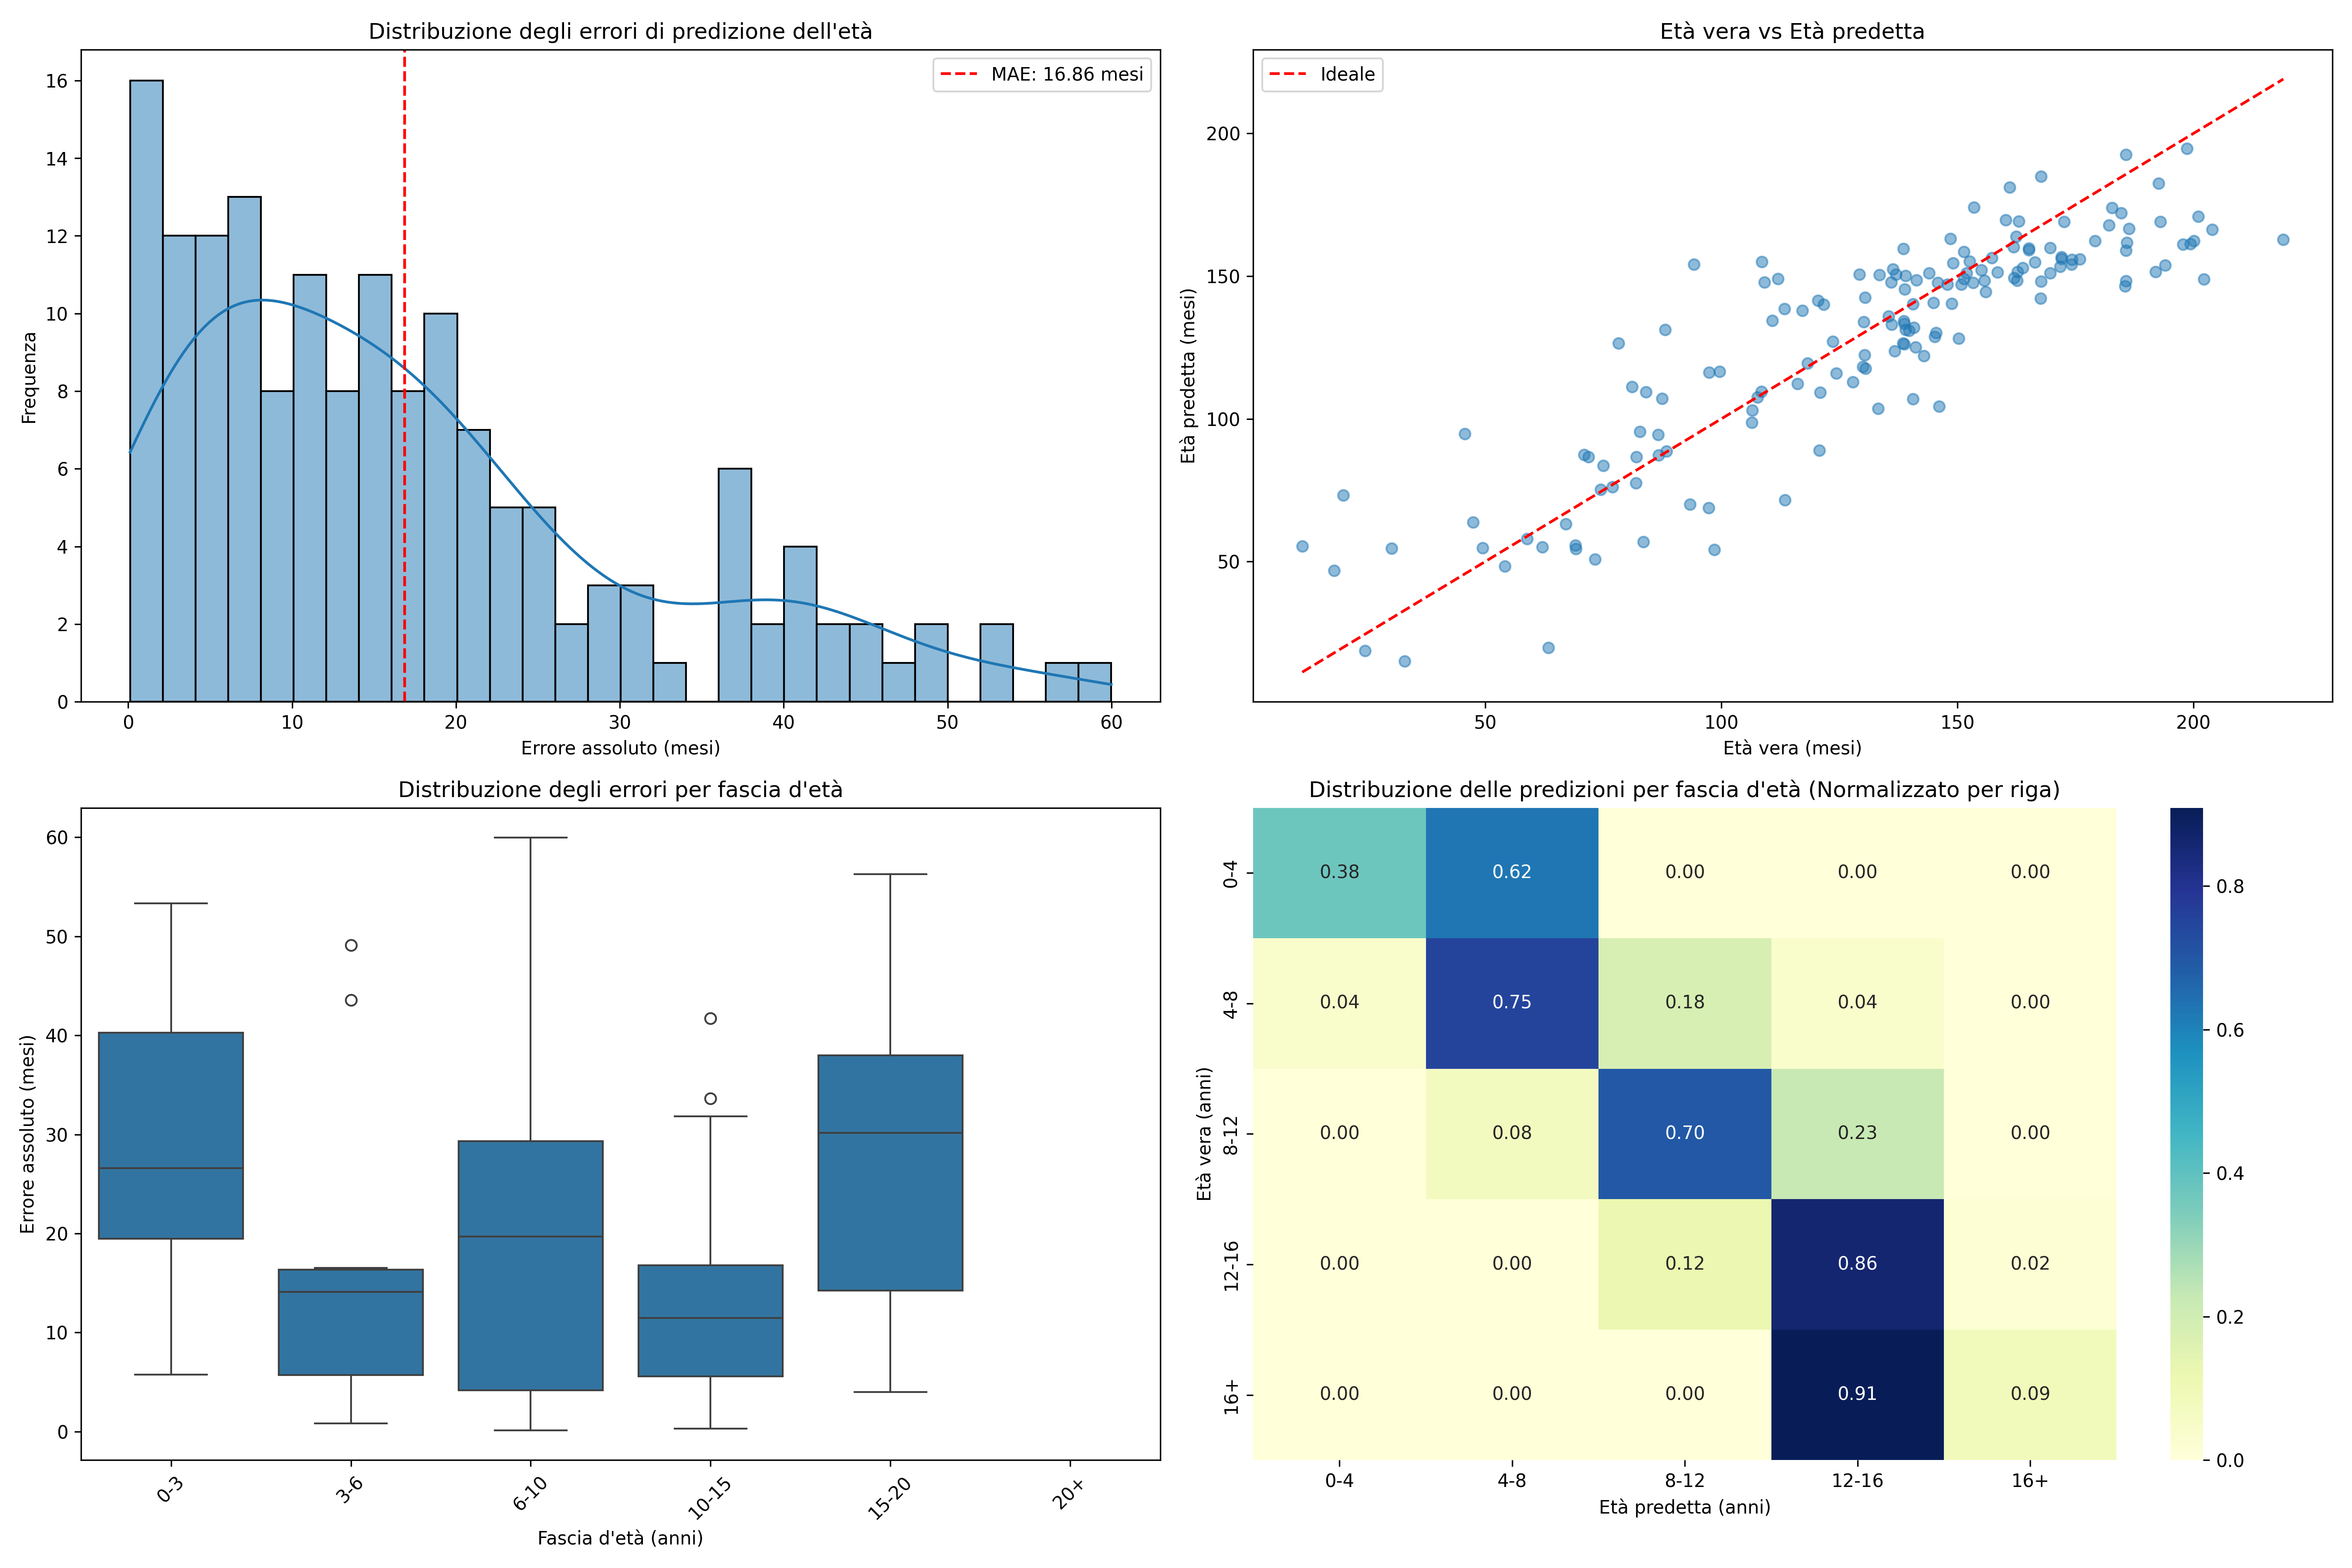 Distribuzione degli errori di predizione dell'età
MAE: 16.86 mesi
Frequenza
16
14
12
10
8
6
4
2
0
0 10 20 30 40 50 60
Errore assoluto (mesi)
Età vera vs Età predetta
Ideale
Età predetta (mesi)
200
150
100
50
50 100 150 200
Età vera (mesi)
Distribuzione degli errori per fascia d'età
Errore assoluto (mesi)
60
50
40
30
20
10
0
0-3 3-6 6-10 10-15 15-20 20+
Fascia d'età (anni)
Distribuzione delle predizioni per fascia d'età (Normalizzato per riga)
Età vera (anni)
0-4 0.38 0.62 0.00 0.00 0.00
4-8 0.04 0.75 0.18 0.04 0.00
8-12 0.00 0.08 0.70 0.23 0.00
12-16 0.00 0.00 0.12 0.86 0.02
16+ 0.00 0.00 0.00 0.91 0.09
0-4 4-8 8-12 12-16 16+
Età predetta (anni)
0.8
0.6
0.4
0.2
0.0